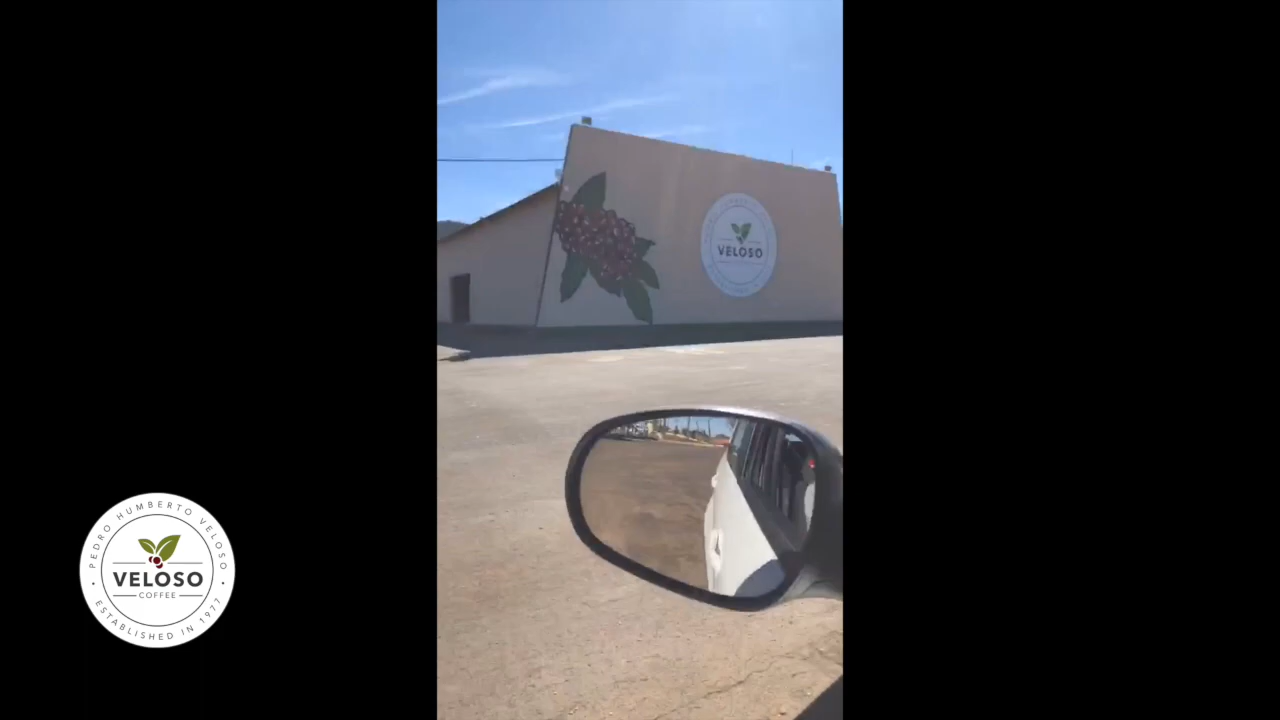 VELOSO
PEDRO HUMBERTO VELOSO
VELOSO
COFFEE
ESTABLISHED IN 1977